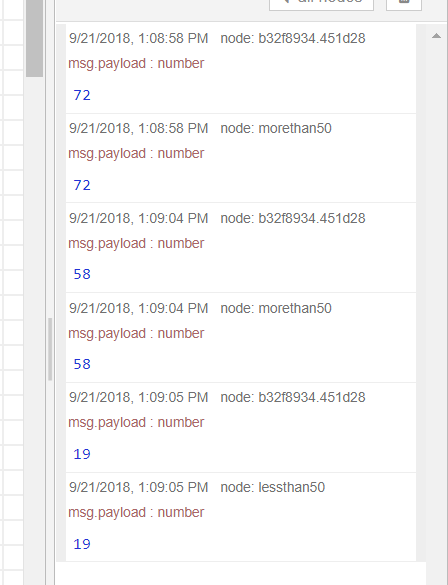 all nodes
9/21/2018, 1:08:58 PM node: b32f8934.451d28
msg.payload : number
72
9/21/2018, 1:08:58 PM node: morethan50
msg.payload : number
72
9/21/2018, 1:09:04 PM node: b32f8934.451d28
msg.payload : number
58
9/21/2018, 1:09:04 PM node: morethan50
msg.payload : number
58
9/21/2018, 1:09:05 PM node: b32f8934.451d28
msg.payload : number
19
9/21/2018, 1:09:05 PM node: lessthan50
msg.payload : number
19